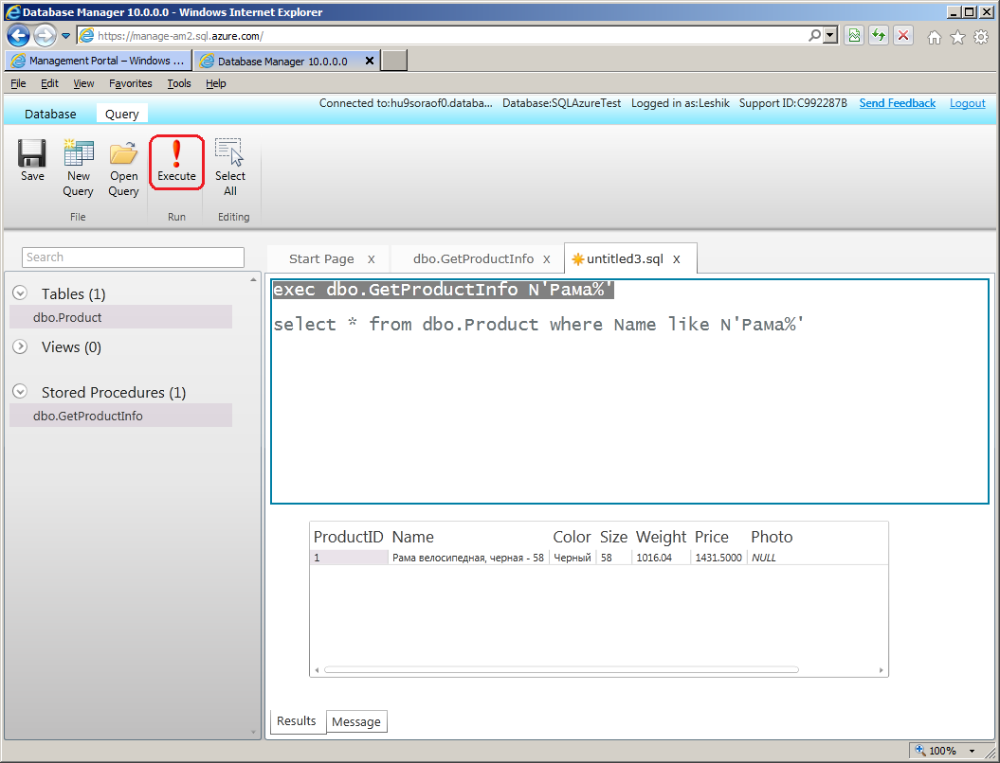 Database Manager 10.0.0.0 - Windows Internet Explorer
https://manage-am2.sql.azure.com/
Management Portal – Windows ...
Database Manager 10.0.0.0
File Edit View Favorites Tools Help
Database Query
Connected to:hu9soraof0.databa... Database:SQLAzureTest Logged in as:Leshik Support ID:C992287B Send Feedback Logout
Save
New Query
Open Query
Execute
Select All
File Run Editing
Search
Start Page x dbo.GetProductInfo x untitled3.sql x
Tables (1)
dbo.Product
Views (0)
Stored Procedures (1)
dbo.GetProductInfo
exec dbo.GetProductInfo N'Рама%'
select * from dbo.Product where Name like N'Рама%'
ProductID Name Color Size Weight Price Photo
1 Рама велосипедная, черная - 58 Черный 58 1016.04 1431.5000 NULL
Results Message
100%